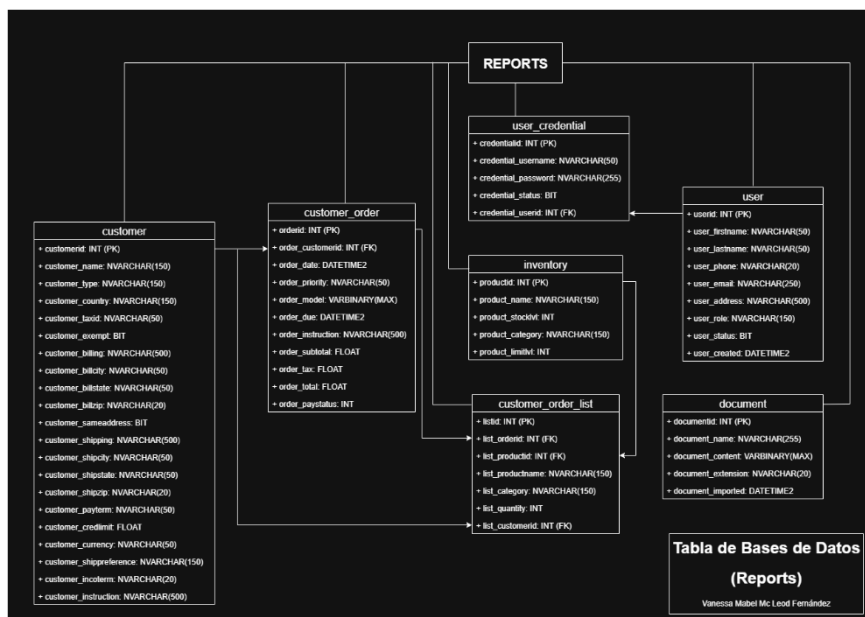 REPORTS
user_credential
+ credentialid: INT (PK)
+ credential_username: NVARCHAR(50)
+ credential_password: NVARCHAR(255)
+ credential_status: BIT
+ credential_userid: INT (FK)
user
+ userid: INT (PK)
+ user_firstname: NVARCHAR(50)
+ user_lastname: NVARCHAR(50)
+ user_phone: NVARCHAR(20)
+ user_email: NVARCHAR(250)
+ user_address: NVARCHAR(500)
+ user_role: NVARCHAR(150)
+ user_status: BIT
+ user_created: DATETIME2
customer_order
+ orderid: INT (PK)
+ order_customerid: INT (FK)
+ order_date: DATETIME2
+ order_priority: NVARCHAR(50)
+ order_model: VARBINARY(MAX)
+ order_due: DATETIME2
+ order_instruction: NVARCHAR(500)
+ order_subtotal: FLOAT
+ order_tax: FLOAT
+ order_total: FLOAT
+ order_paystatus: INT
customer
+ customerid: INT (PK)
+ customer_name: NVARCHAR(150)
+ customer_type: NVARCHAR(150)
+ customer_country: NVARCHAR(150)
+ customer_taxid: NVARCHAR(50)
+ customer_exempt: BIT
+ customer_billing: NVARCHAR(500)
+ customer_billcity: NVARCHAR(50)
+ customer_billstate: NVARCHAR(50)
+ customer_billzip: NVARCHAR(20)
+ customer_sameaddress: BIT
+ customer_shipping: NVARCHAR(500)
+ customer_shipcity: NVARCHAR(50)
+ customer_shipstate: NVARCHAR(50)
+ customer_shipzip: NVARCHAR(20)
+ customer_payterm: NVARCHAR(50)
+ customer_credlimit: FLOAT
+ customer_currency: NVARCHAR(50)
+ customer_shippreference: NVARCHAR(150)
+ customer_incoterm: NVARCHAR(20)
+ customer_instruction: NVARCHAR(500)
inventory
+ productid: INT (PK)
+ product_name: NVARCHAR(150)
+ product_stocklvl: INT
+ product_category: NVARCHAR(150)
+ product_limitlvl: INT
customer_order_list
+ listid: INT (PK)
+ list_orderid: INT (FK)
+ list_productid: INT (FK)
+ list_productname: NVARCHAR(150)
+ list_category: NVARCHAR(150)
+ list_quantity: INT
+ list_customerid: INT (FK)
document
+ documentid: INT (PK)
+ document_name: NVARCHAR(255)
+ document_content: VARBINARY(MAX)
+ document_extension: NVARCHAR(20)
+ document_imported: DATETIME2
Tabla de Bases de Datos
(Reports)
Vanessa Mabel Mc Leod Fernández